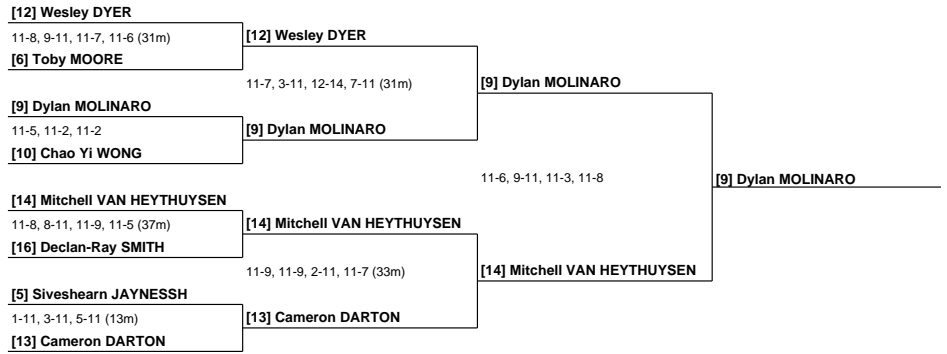 [12] Wesley DYER
11-8, 9-11, 11-7, 11-6 (31m)
[6] Toby MOORE
[12] Wesley DYER
11-7, 3-11, 12-14, 7-11 (31m)
[9] Dylan MOLINARO
[9] Dylan MOLINARO
11-5, 11-2, 11-2
[10] Chao Yi WONG
[9] Dylan MOLINARO
11-6, 9-11, 11-3, 11-8
[9] Dylan MOLINARO
[14] Mitchell VAN HEYTHUYSEN
11-8, 8-11, 11-9, 11-5 (37m)
[16] Declan-Ray SMITH
[14] Mitchell VAN HEYTHUYSEN
11-9, 11-9, 2-11, 11-7 (33m)
[14] Mitchell VAN HEYTHUYSEN
[5] Siveshearn JAYNESSH
1-11, 3-11, 5-11 (13m)
[13] Cameron DARTON
[13] Cameron DARTON